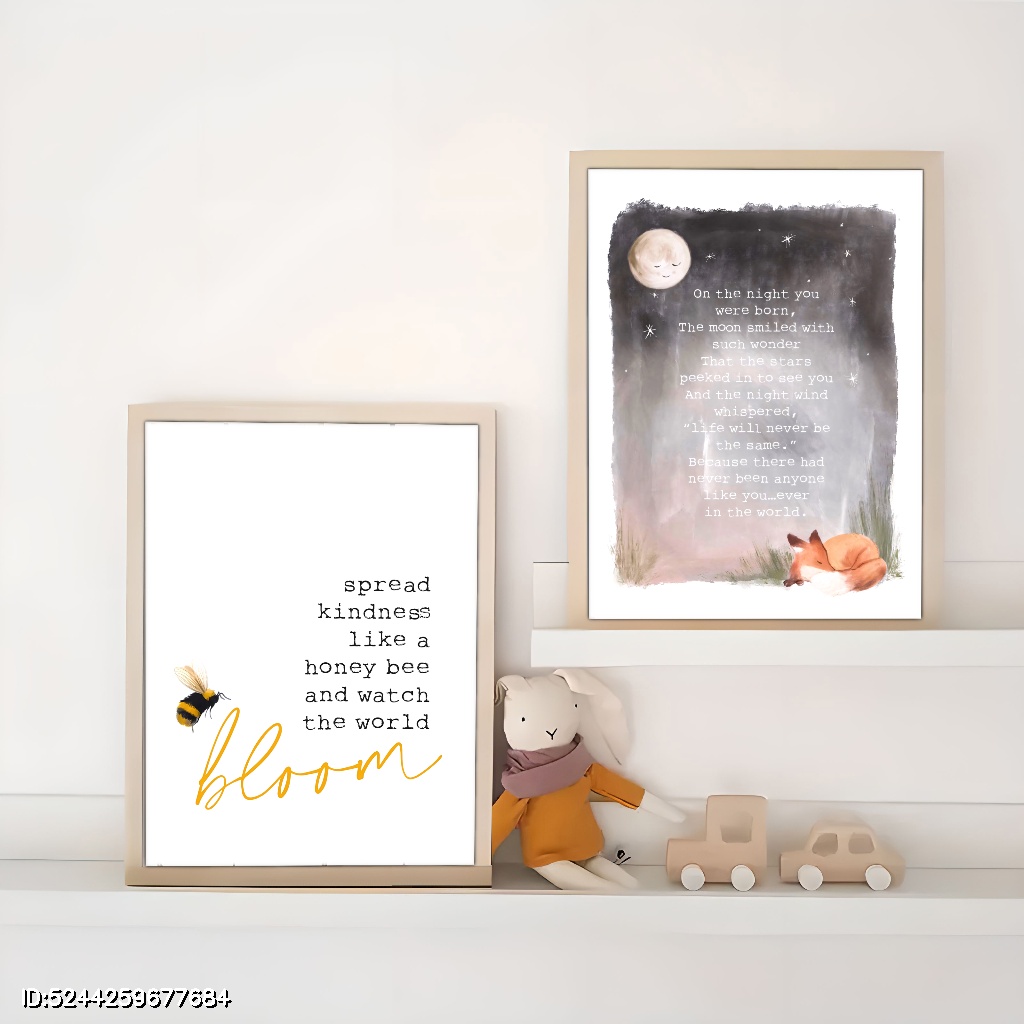 On the night you
were born,
The moon smiled with
such wonder
That the stars
peeked in to see you
And the night wind
whispered,
"life will never be
the same."
Because there had
never been anyone
like you…ever
in the world.
spread
kindness
like a
honey bee
and watch
the world
bloom
ID:5244259677684